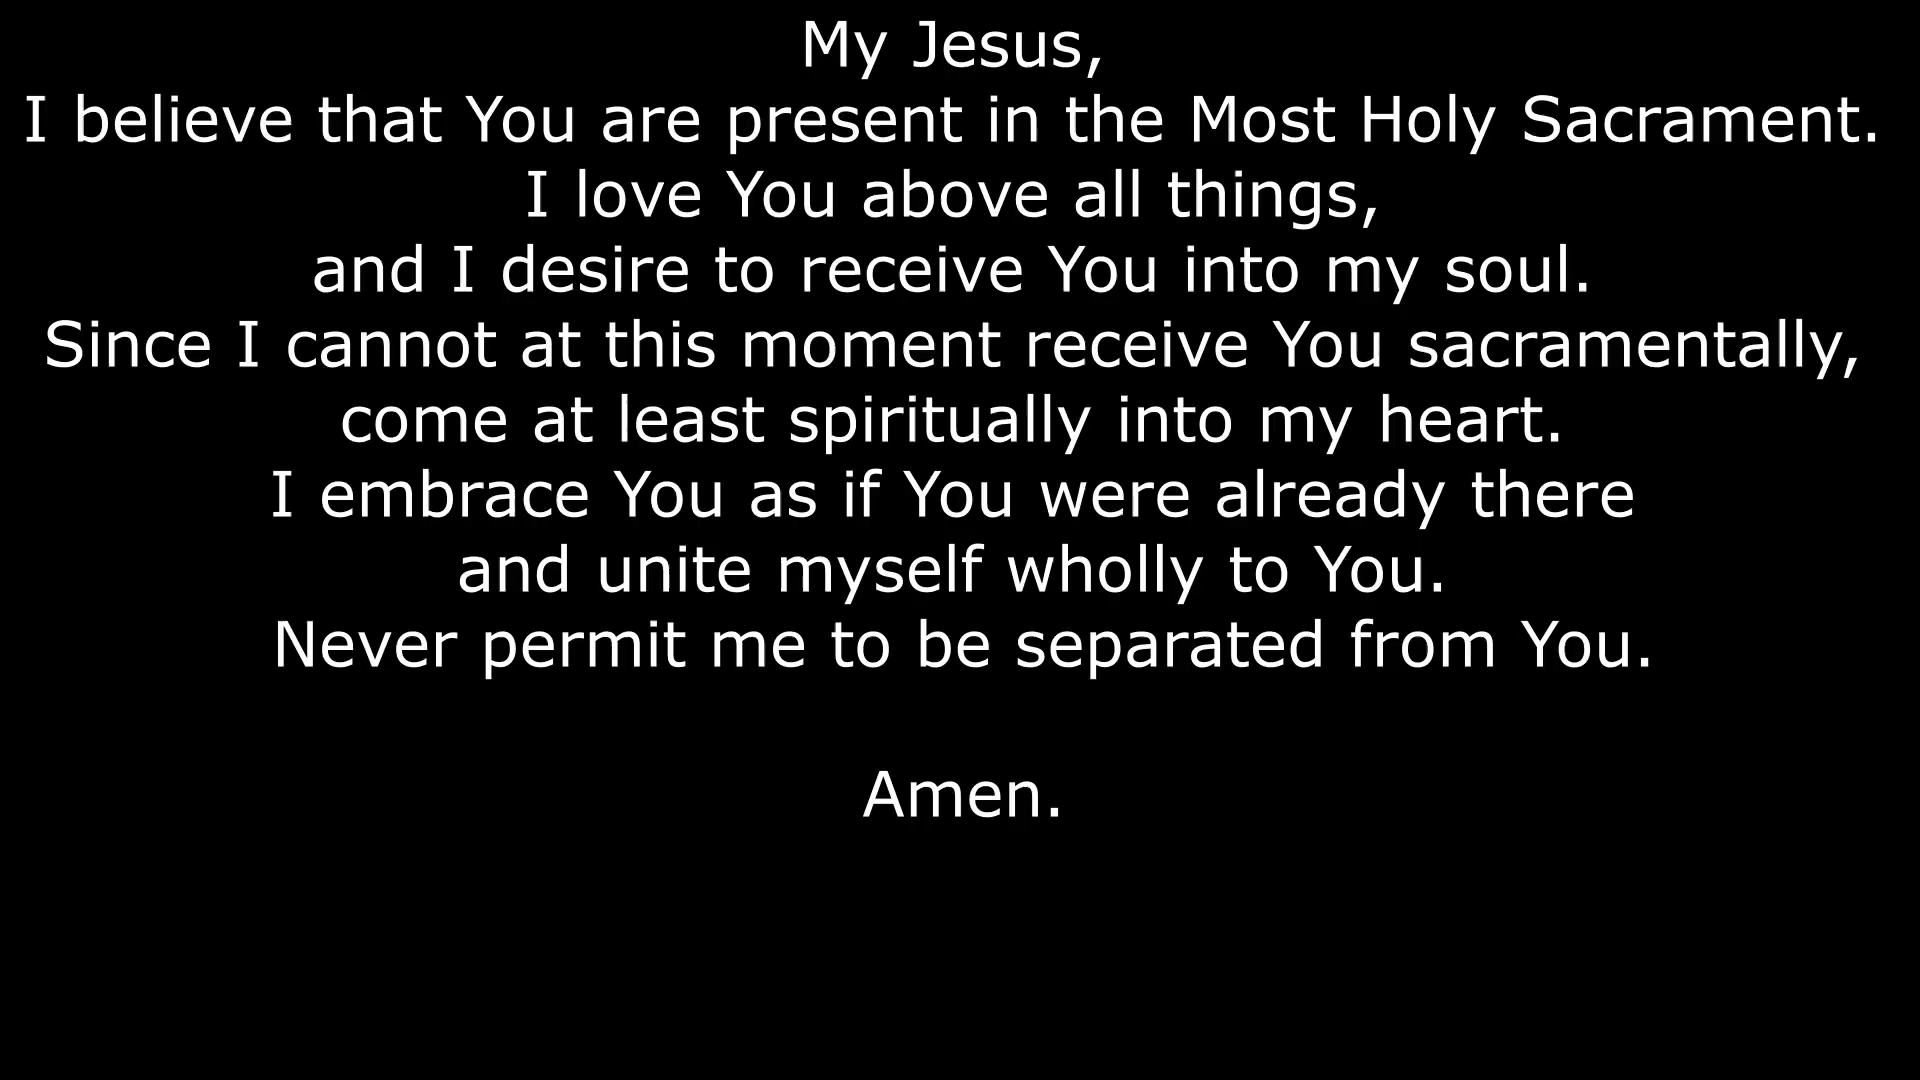 My Jesus,
I believe that You are present in the Most Holy Sacrament.
I love You above all things,
and I desire to receive You into my soul.
Since I cannot at this moment receive You sacramentally,
come at least spiritually into my heart.
I embrace You as if You were already there
and unite myself wholly to You.
Never permit me to be separated from You.
Amen.